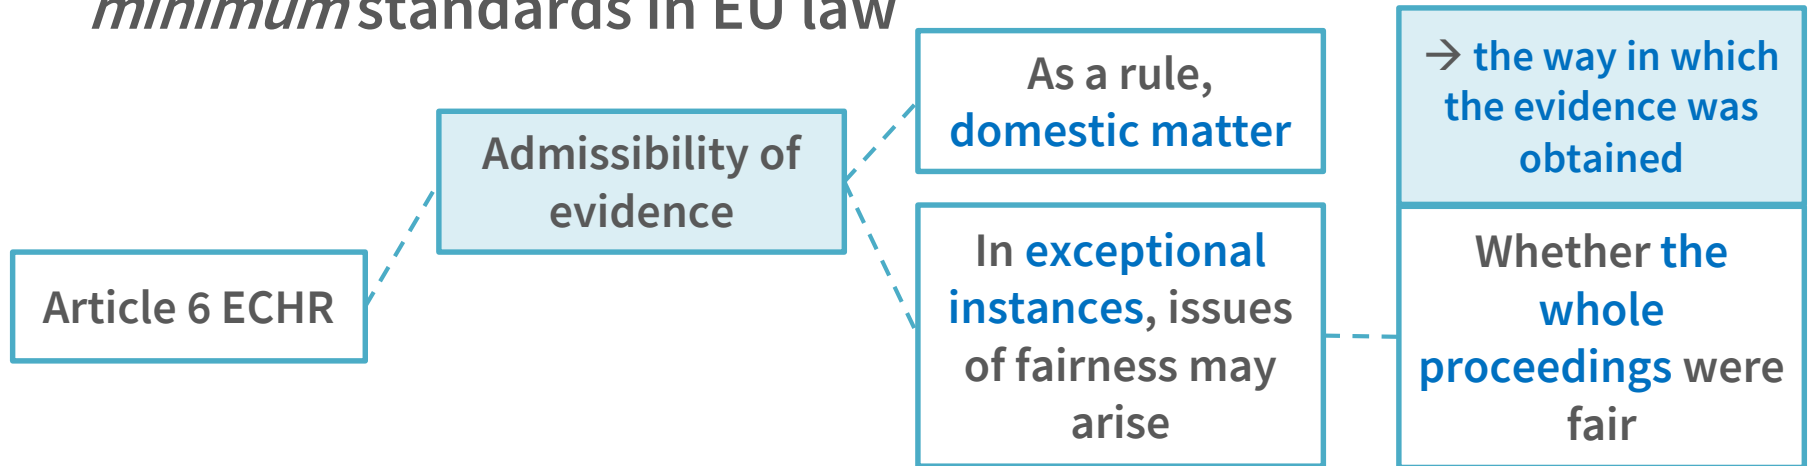 minimum standards in EU law
Article 6 ECHR
Admissibility of
evidence
As a rule,
domestic matter
In exceptional
instances, issues
of fairness may
arise
→ the way in which
the evidence was
obtained
Whether the
whole
proceedings were
fair